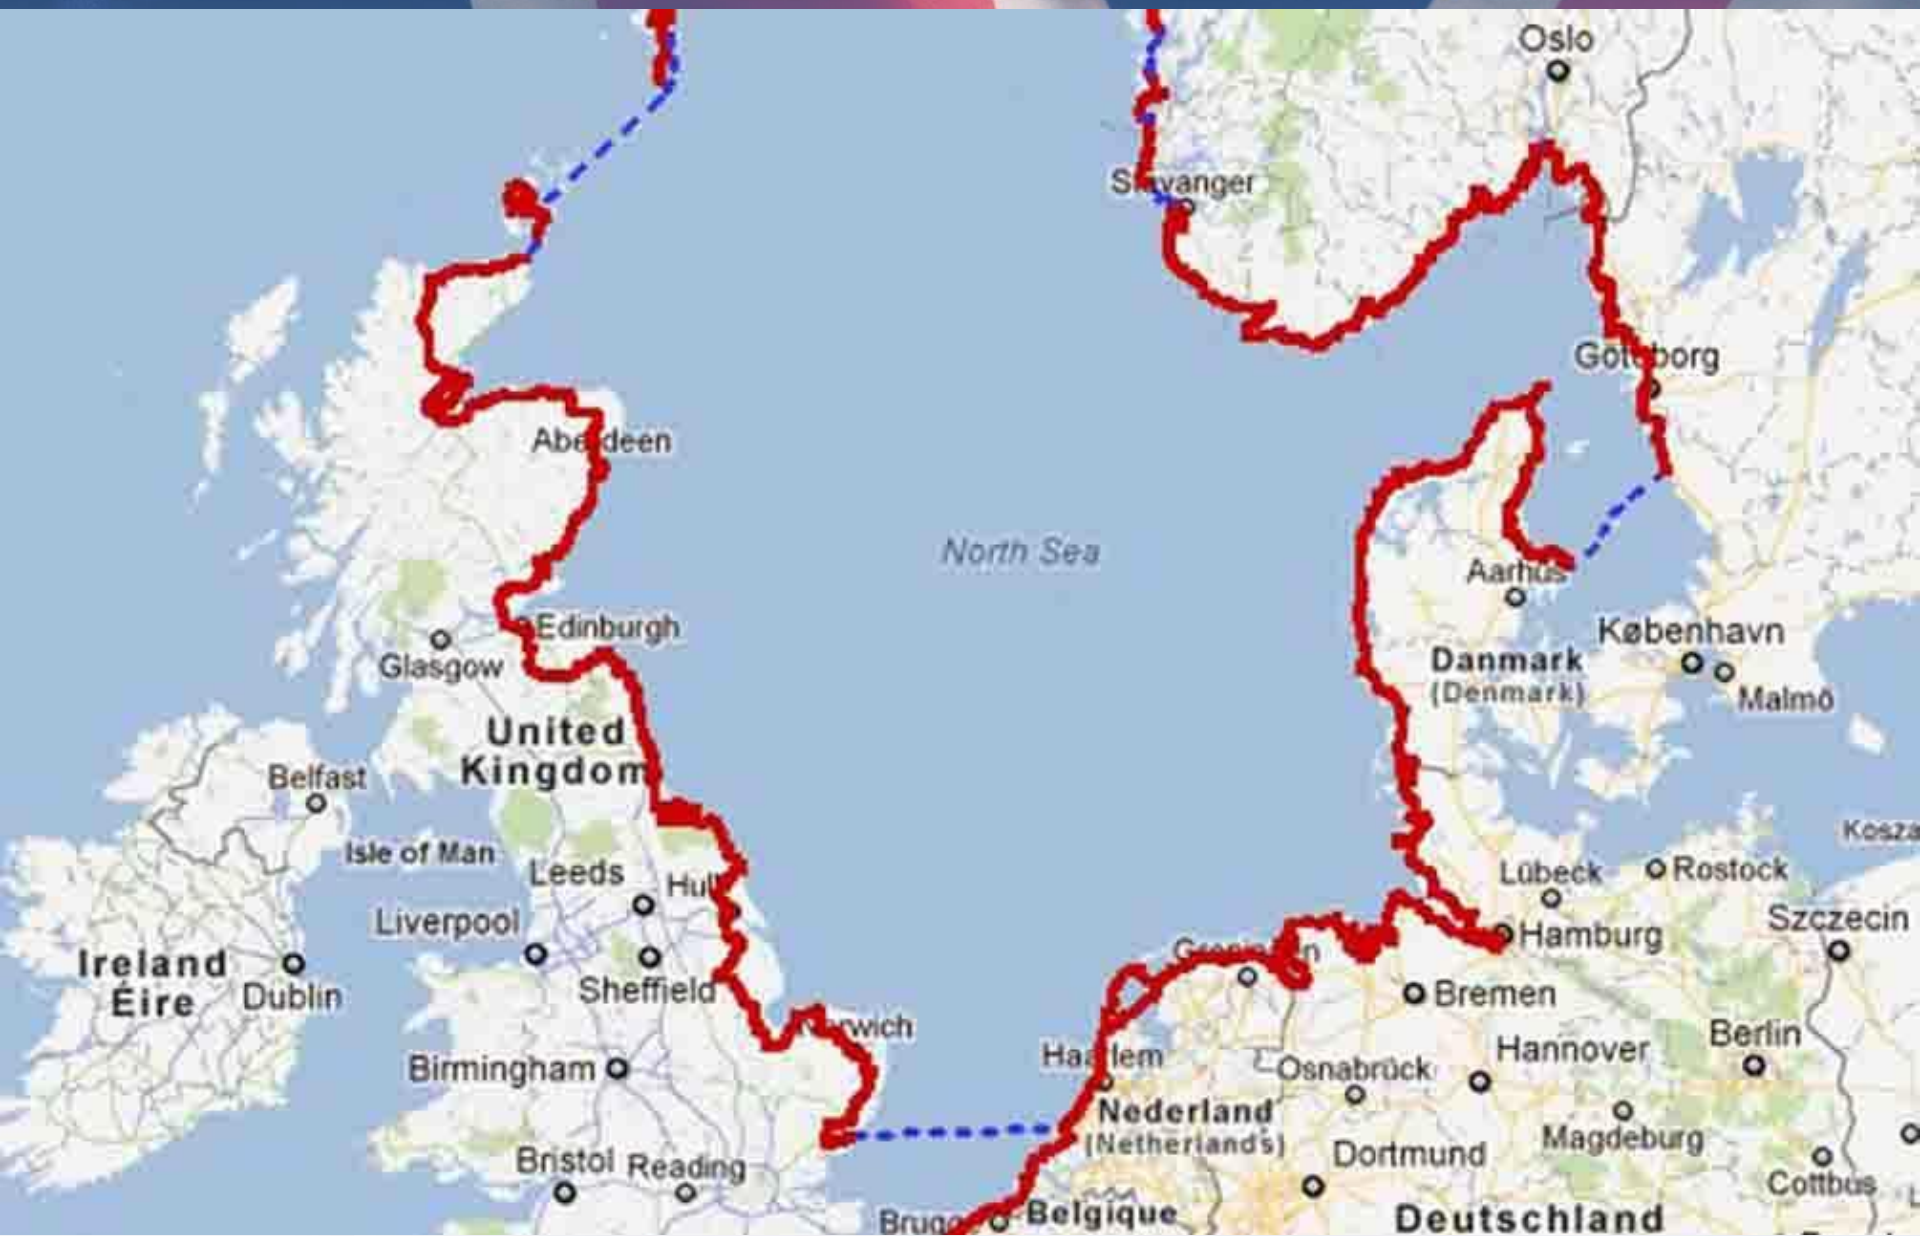 Oslo
Stavanger
Göteborg
Aberdeen
North Sea
Aarhus
Edinburgh
København
Glasgow
Danmark
(Denmark)
Malmö
United
Kingdom
Belfast
Isle of Man
Leeds
Hull
Lübeck
Rostock
Liverpool
Hamburg
Szczecin
Ireland
Éire
Dublin
Sheffield
Groningen
Bremen
Norwich
Berlin
Haarlem
Hannover
Birmingham
Osnabrück
Nederland
(Netherlands)
Magdeburg
Bristol
Reading
Dortmund
Cottbus
Belgique
Deutschland